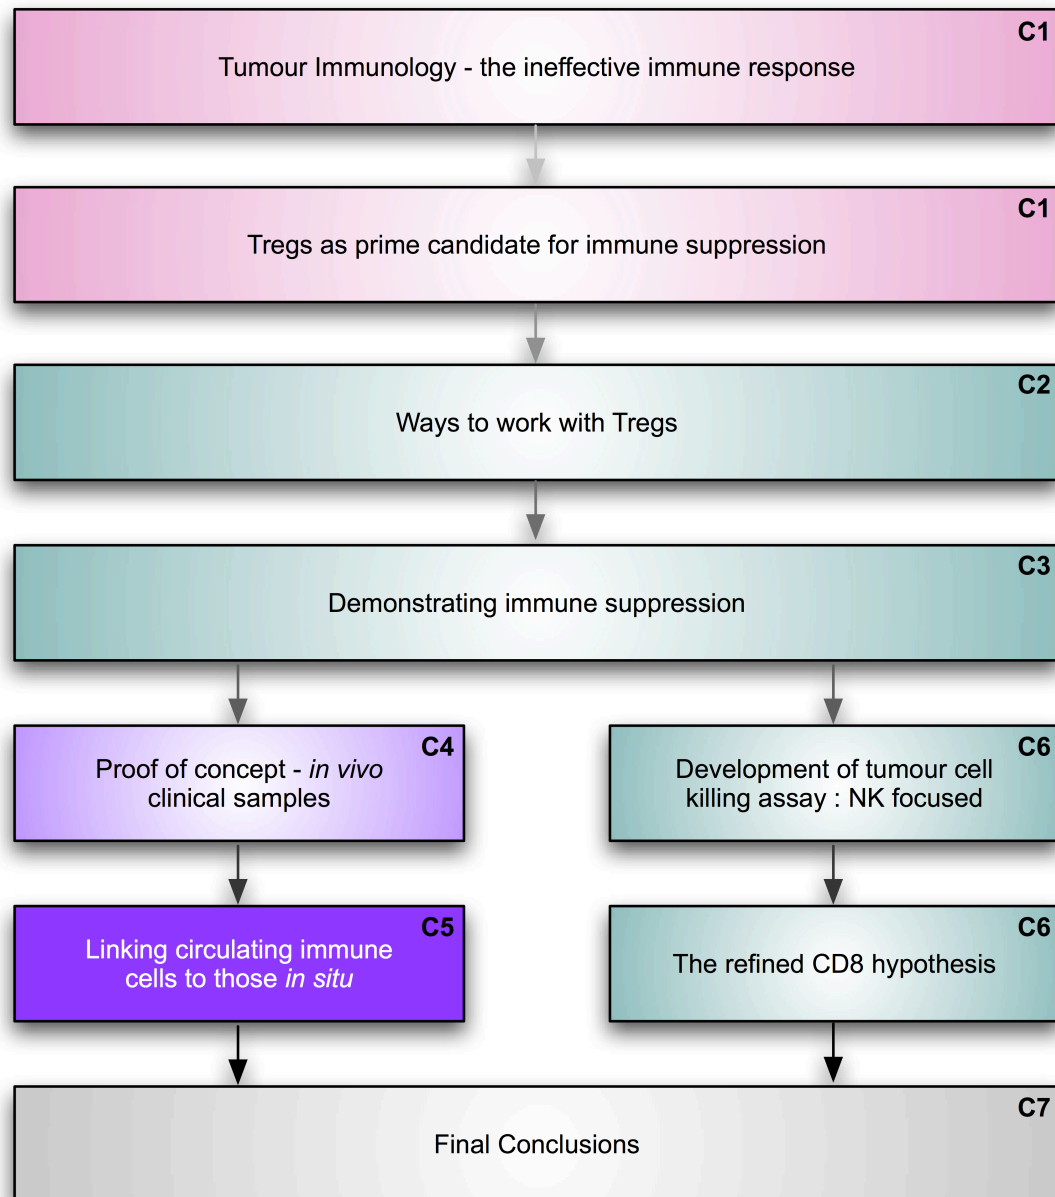 C1
Tumour Immunology - the ineffective immune response
C1
Tregs as prime candidate for immune suppression
C2
Ways to work with Tregs
C3
Demonstrating immune suppression
C4
Proof of concept - in vivo
clinical samples
C6
Development of tumour cell
killing assay : NK focused
C5
Linking circulating immune
cells to those in situ
C6
The refined CD8 hypothesis
C7
Final Conclusions